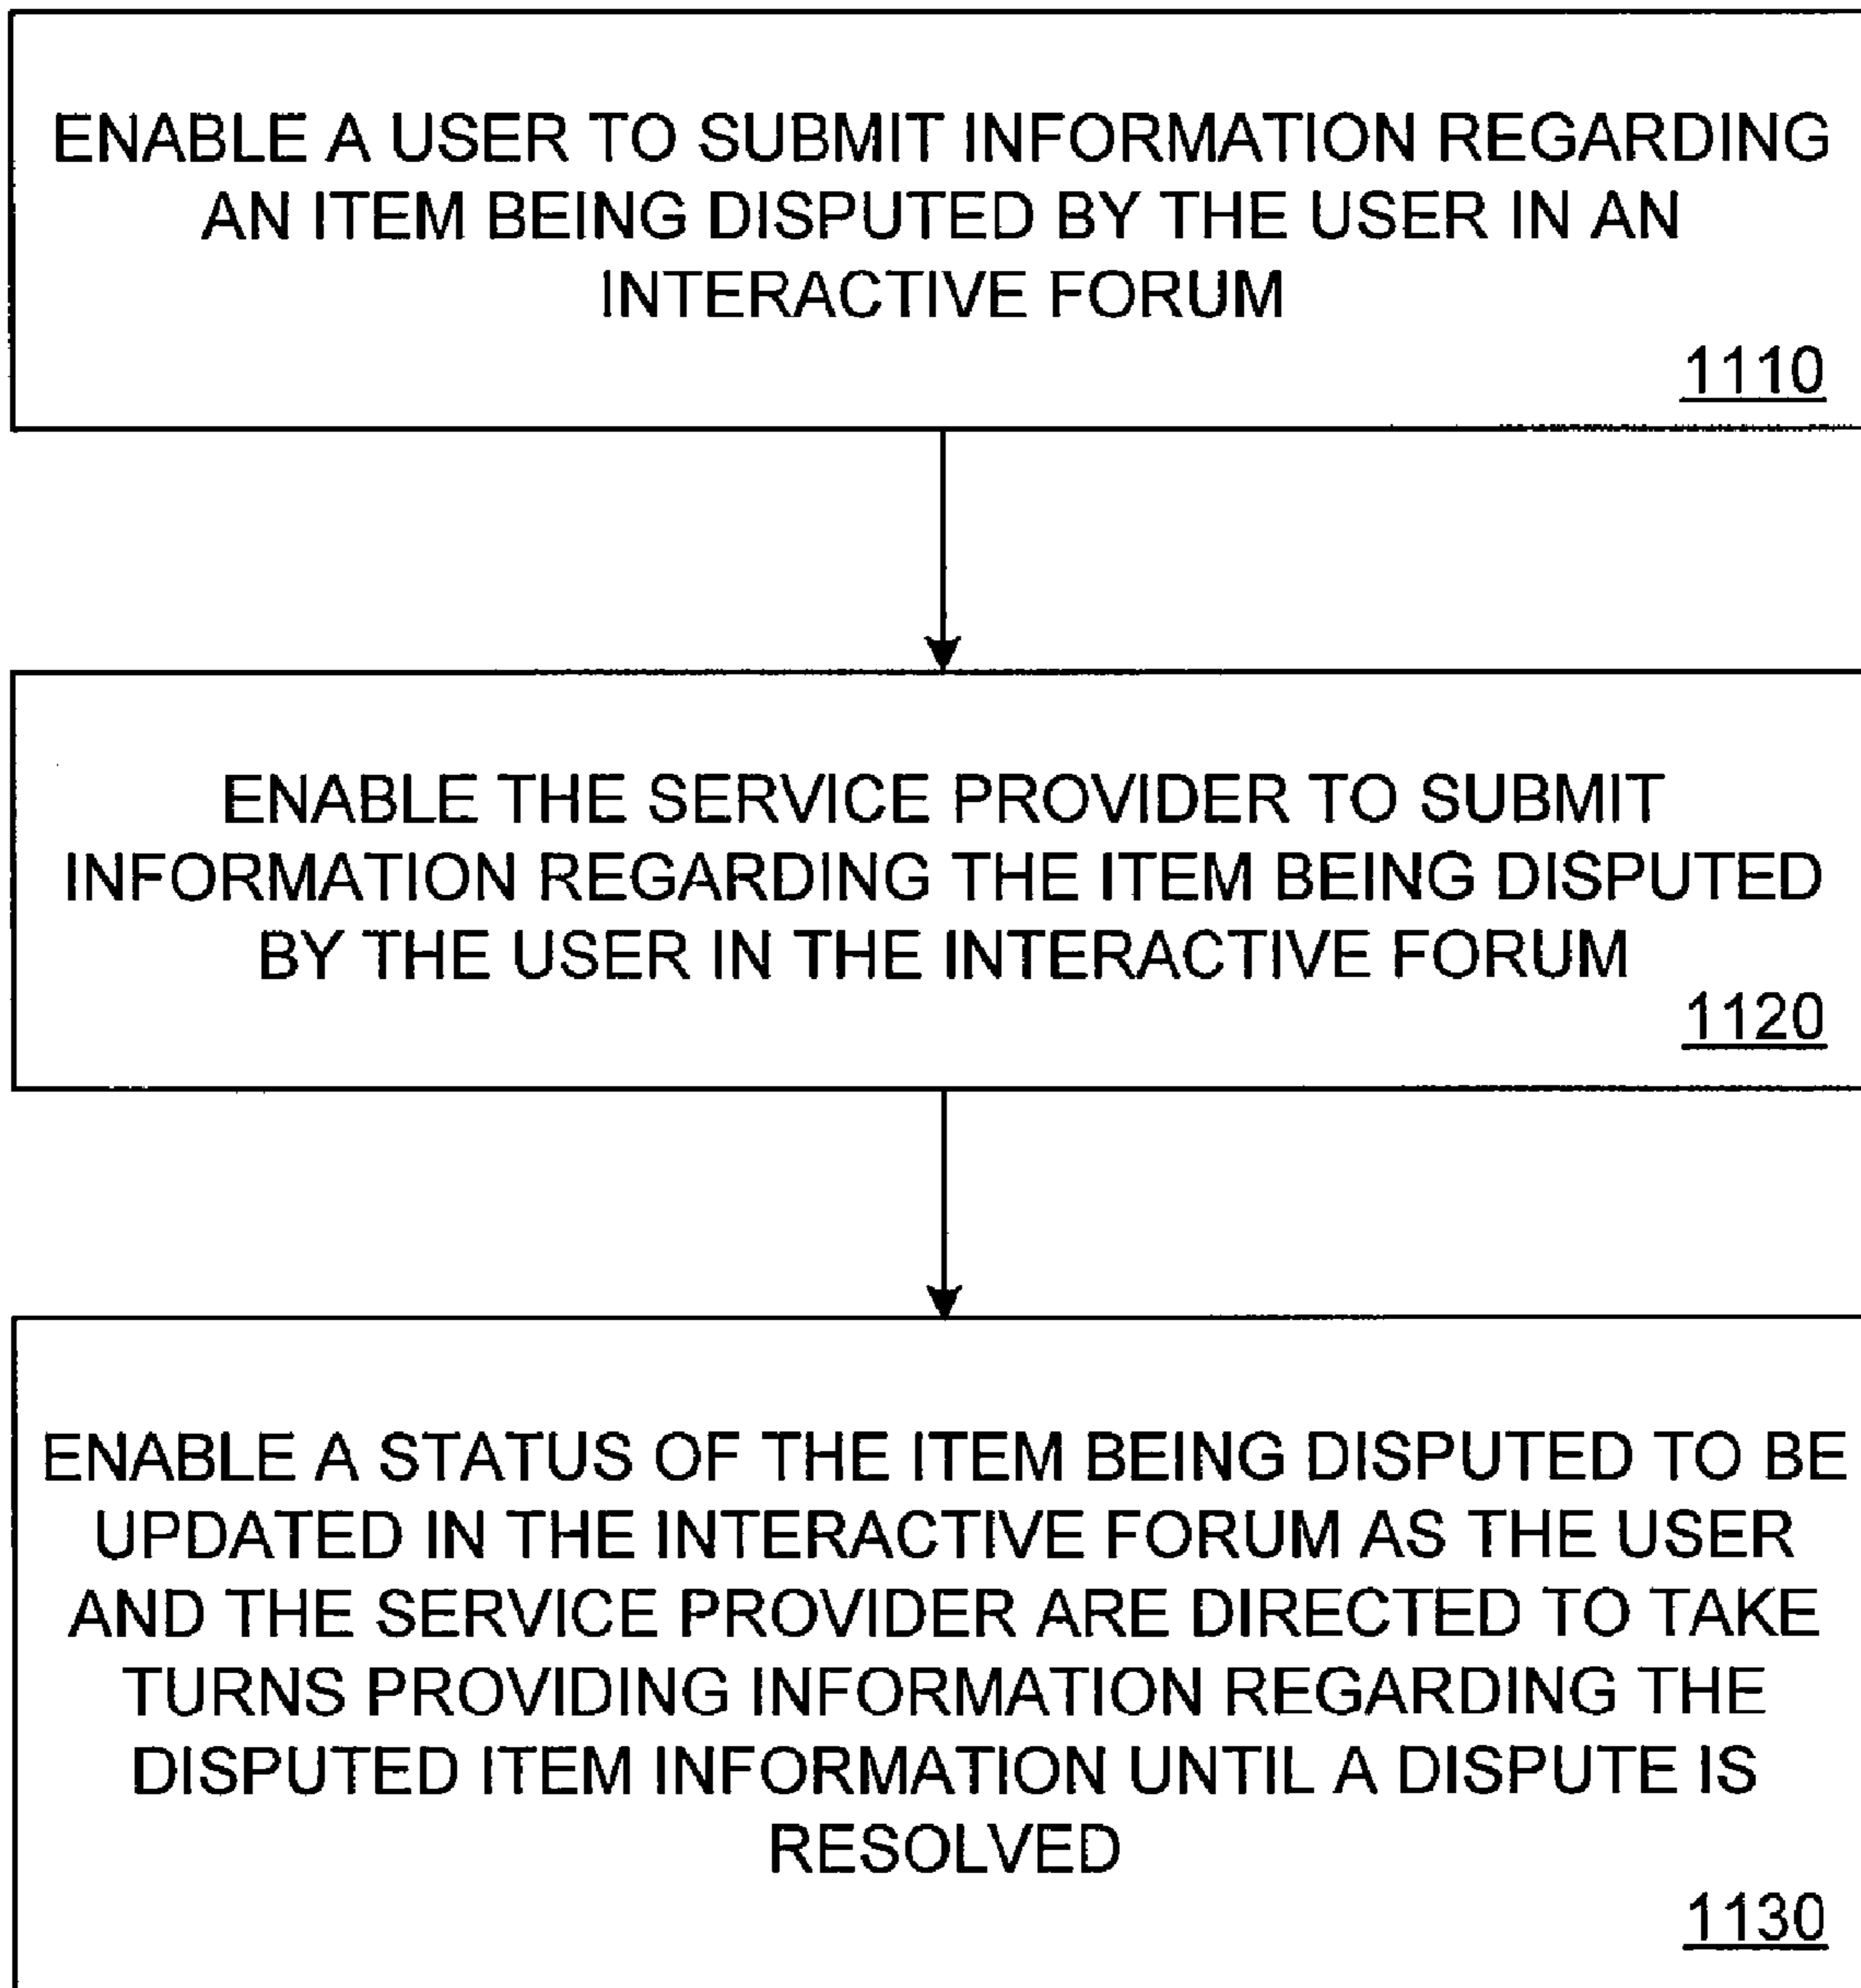 ENABLE A USER TO SUBMIT INFORMATION REGARDING
AN ITEM BEING DISPUTED BY THE USER IN AN
INTERACTIVE FORUM
1110
ENABLE THE SERVICE PROVIDER TO SUBMIT
INFORMATION REGARDING THE ITEM BEING DISPUTED
BY THE USER IN THE INTERACTIVE FORUM
1120
ENABLE A STATUS OF THE ITEM BEING DISPUTED TO BE
UPDATED IN THE INTERACTIVE FORUM AS THE USER
AND THE SERVICE PROVIDER ARE DIRECTED TO TAKE
TURNS PROVIDING INFORMATION REGARDING THE
DISPUTED ITEM INFORMATION UNTIL A DISPUTE IS
RESOLVED
1130